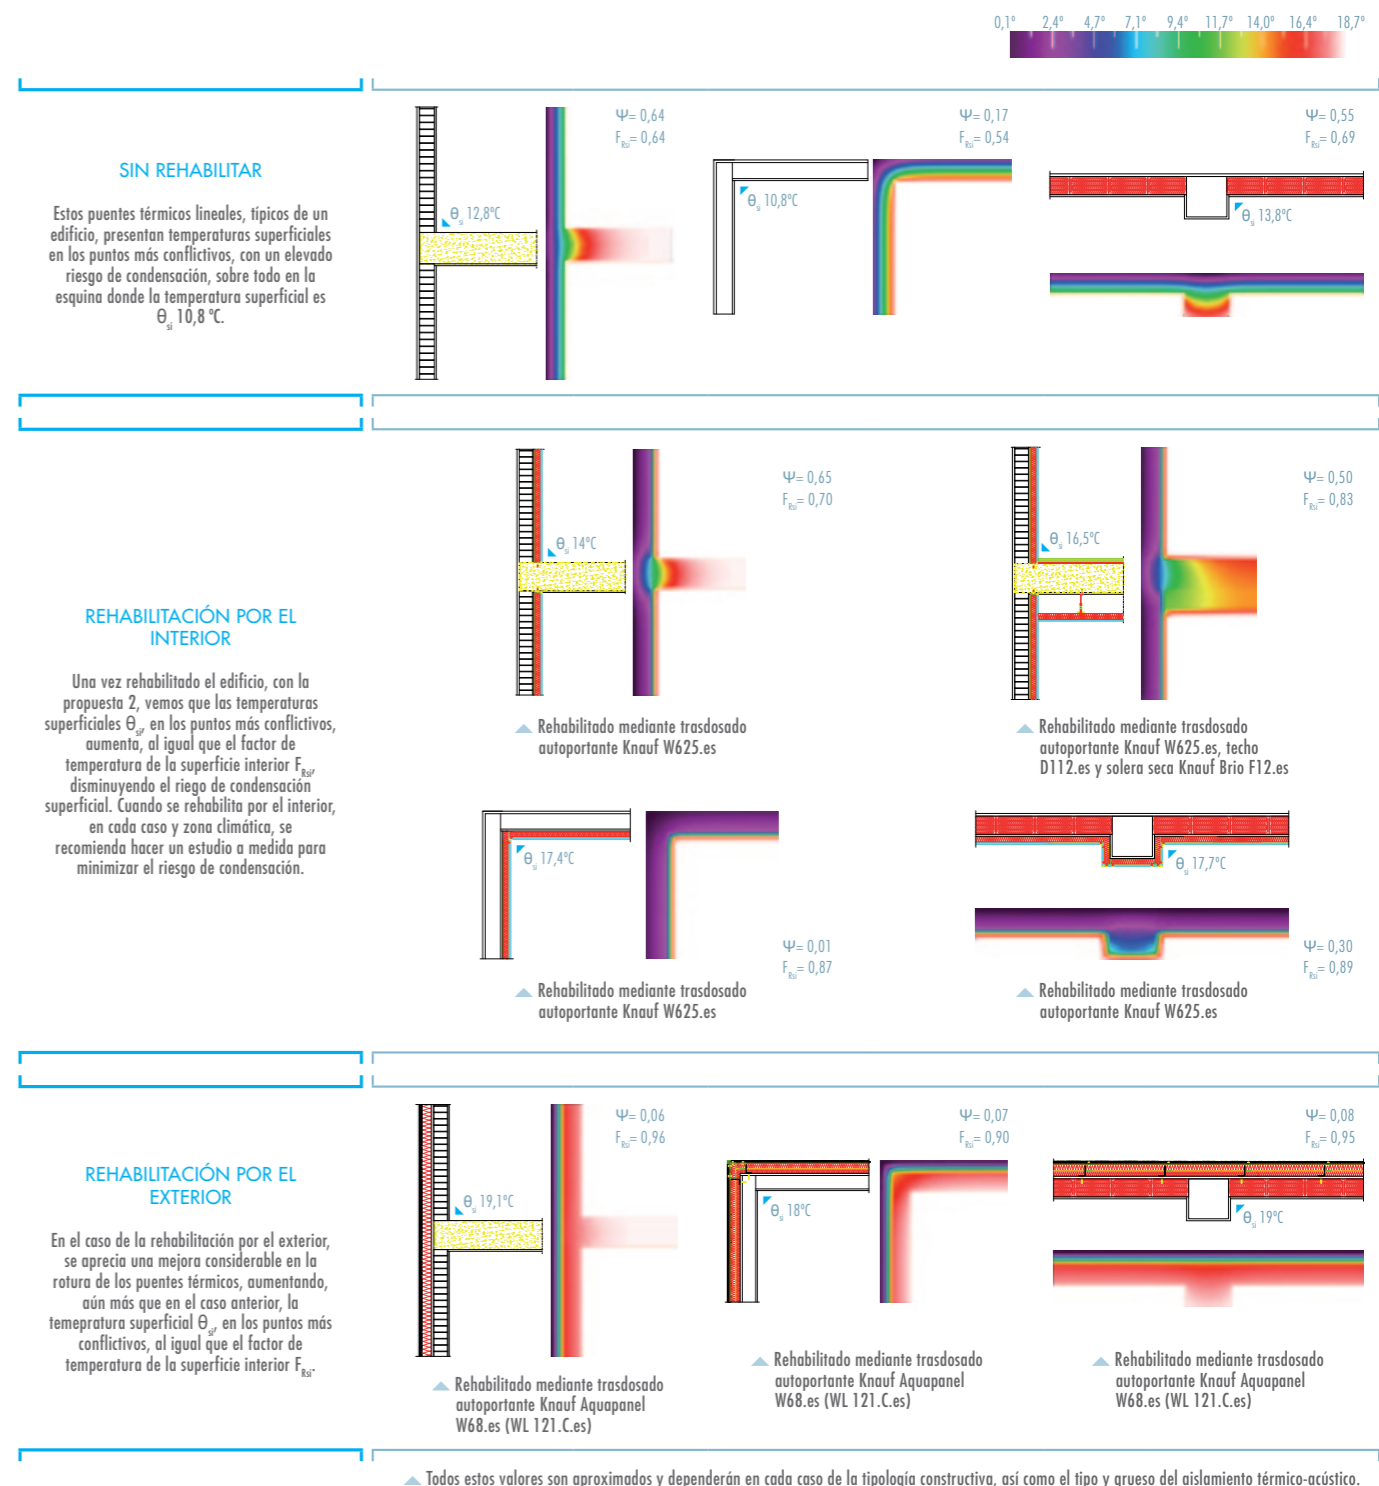 0,1° 2,4° 4,7° 7,1° 9,4° 11,7° 14,0° 16,4° 18,7°
SIN REHABILITAR
Estos puentes térmicos lineales, típicos de un
edificio, presentan temperaturas superficiales
en los puntos más conflictivos, con un elevado
riesgo de condensación, sobre todo en la
esquina donde la temperatura superficial es
θsi 10,8 °C.
Ψ= 0,64
FRsi= 0,64
θsi 12,8°C
Ψ= 0,17
FRsi= 0,54
θsi 10,8°C
Ψ= 0,55
FRsi= 0,69
θsi 13,8°C
REHABILITACIÓN POR EL
INTERIOR
Una vez rehabilitado el edificio, con la
propuesta 2, vemos que las temperaturas
superficiales θsi, en los puntos más conflictivos,
aumenta, al igual que el factor de
temperatura de la superficie interior FRsi,
disminuyendo el riego de condensación
superficial. Cuando se rehabilita por el interior,
en cada caso y zona climática, se
recomienda hacer un estudio a medida para
minimizar el riesgo de condensación.
Ψ= 0,65
FRsi= 0,70
θsi 14°C
Rehabilitado mediante trasdosado
autoportante Knauf W625.es
Ψ= 0,50
FRsi= 0,83
θsi 16,5°C
Rehabilitado mediante trasdosado
autoportante Knauf W625.es, techo
D112.es y solera seca Knauf Brio F12.es
θsi 17,4°C
Ψ= 0,01
FRsi= 0,87
Rehabilitado mediante trasdosado
autoportante Knauf W625.es
θsi 17,7°C
Ψ= 0,30
FRsi= 0,89
Rehabilitado mediante trasdosado
autoportante Knauf W625.es
REHABILITACIÓN POR EL
EXTERIOR
En el caso de la rehabilitación por el exterior,
se aprecia una mejora considerable en la
rotura de los puentes térmicos, aumentando,
aún más que en el caso anterior, la
temepratura superficial θsi, en los puntos más
conflictivos, al igual que el factor de
temperatura de la superficie interior FRsi.
Ψ= 0,06
FRsi= 0,96
θsi 19,1°C
Rehabilitado mediante trasdosado
autoportante Knauf Aquapanel
W68.es (WL 121.C.es)
Ψ= 0,07
FRsi= 0,90
θsi 18°C
Rehabilitado mediante trasdosado
autoportante Knauf Aquapanel
W68.es (WL 121.C.es)
Ψ= 0,08
FRsi= 0,95
θsi 19°C
Rehabilitado mediante trasdosado
autoportante Knauf Aquapanel
W68.es (WL 121.C.es)
Todos estos valores son aproximados y dependerán en cada caso de la tipología constructiva, así como el tipo y grueso del aislamiento térmico-acústico.